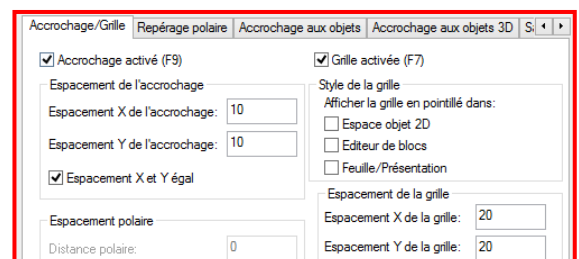 Accrochage/Grille Repérage polaire Accrochage aux objets Accrochage aux objets 3D
Accrochage activé (F9)
Espacement de l'accrochage
Espacement X de l'accrochage: 10
Espacement Y de l'accrochage: 10
Espacement X et Y égal
Espacement polaire
Distance polaire: 0
Grille activée (F7)
Style de la grille
Afficher la grille en pointillé dans:
Espace objet 2D
Editeur de blocs
Feuille/Présentation
Espacement de la grille
Espacement X de la grille: 20
Espacement Y de la grille: 20